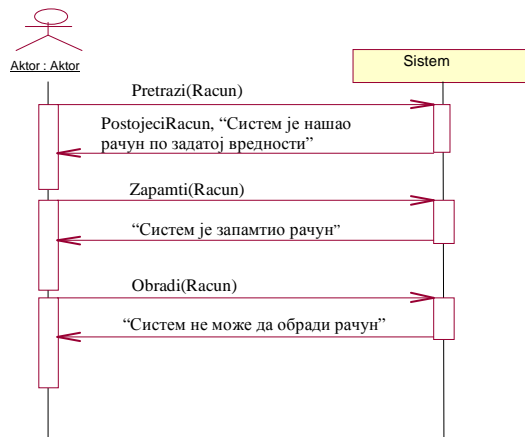 Aktor : Aktor
Sistem
Pretrazi(Racun)
PostojeciRacun, “Систем је нашао
рачун по задатој вредности”
Zapamti(Racun)
“Систем је запамтио рачун”
Obradi(Racun)
“Систем не може да обради рачун”